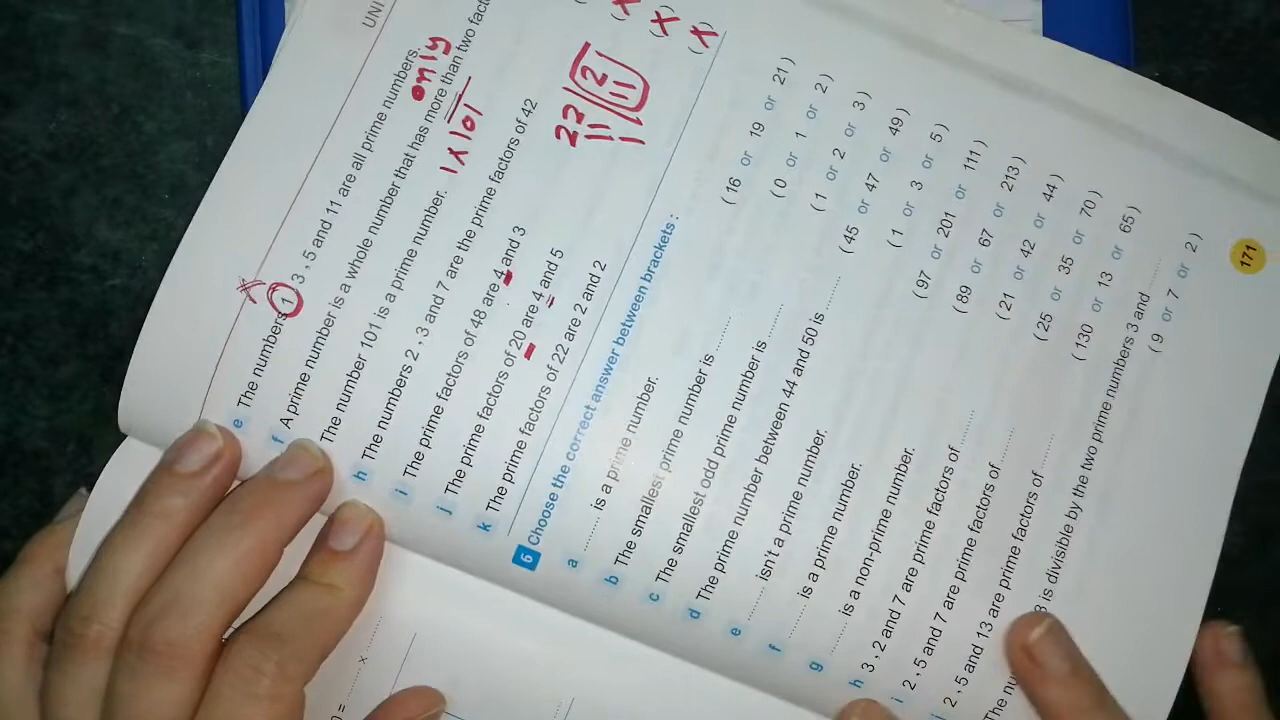 UNI
e The numbers 1, 3 , 5 and 11 are all prime numbers.
only
f A prime number is a whole number that has more than two fact
The number 101 is a prime number. 1 x 101
h The numbers 2 , 3 and 7 are the prime factors of 42
i The prime factors of 48 are 4 and 3
j The prime factors of 20 are 4 and 5
k The prime factors of 22 are 2 and 2
22 2
11 11
1
(X
(X)
(X)
6 Choose the correct answer between brackets :
a ........ is a prime number. (16 or 19 or 21)
b The smallest prime number is ........ (0 or 1 or 2)
c The smallest odd prime number is ........ (1 or 2 or 3)
d The prime number between 44 and 50 is ........ (45 or 47 or 49)
e ........ isn't a prime number. (1 or 3 or 5)
f ........ is a prime number. (97 or 201 or 111)
g ........ is a non-prime number. (89 or 67 or 213)
h 3 , 2 and 7 are prime factors of ........ (21 or 42 or 44)
i 2 , 5 and 7 are prime factors of ........ (25 or 35 or 70)
j 2 , 5 and 13 are prime factors of ........ (130 or 13 or 65)
The nu 8 is divisible by the two prime numbers 3 and ........
(9 or 7 or 2)
171
= ........ x ........